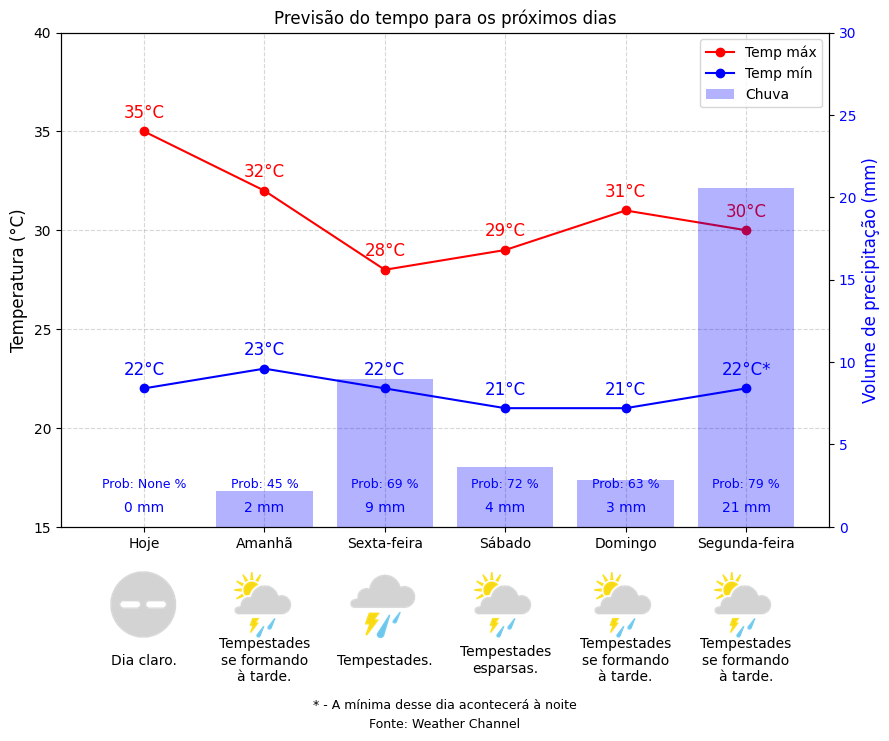 Previsão do tempo para os próximos dias
40
35
30
25
20
15
Temperatura (°C)
30
25
20
15
10
5
0
Volume de precipitação (mm)
Temp máx
Temp mín
Chuva
35°C
32°C
28°C
29°C
31°C
30°C
22°C
23°C
22°C
21°C
21°C
22°C*
Prob: None %
Prob: 45 %
Prob: 69 %
Prob: 72 %
Prob: 63 %
Prob: 79 %
0 mm
2 mm
9 mm
4 mm
3 mm
21 mm
Hoje
Amanhã
Sexta-feira
Sábado
Domingo
Segunda-feira
Dia claro.
Tempestades
se formando
à tarde.
Tempestades.
Tempestades
esparsas.
Tempestades
se formando
à tarde.
Tempestades
se formando
à tarde.
* - A mínima desse dia acontecerá à noite
Fonte: Weather Channel